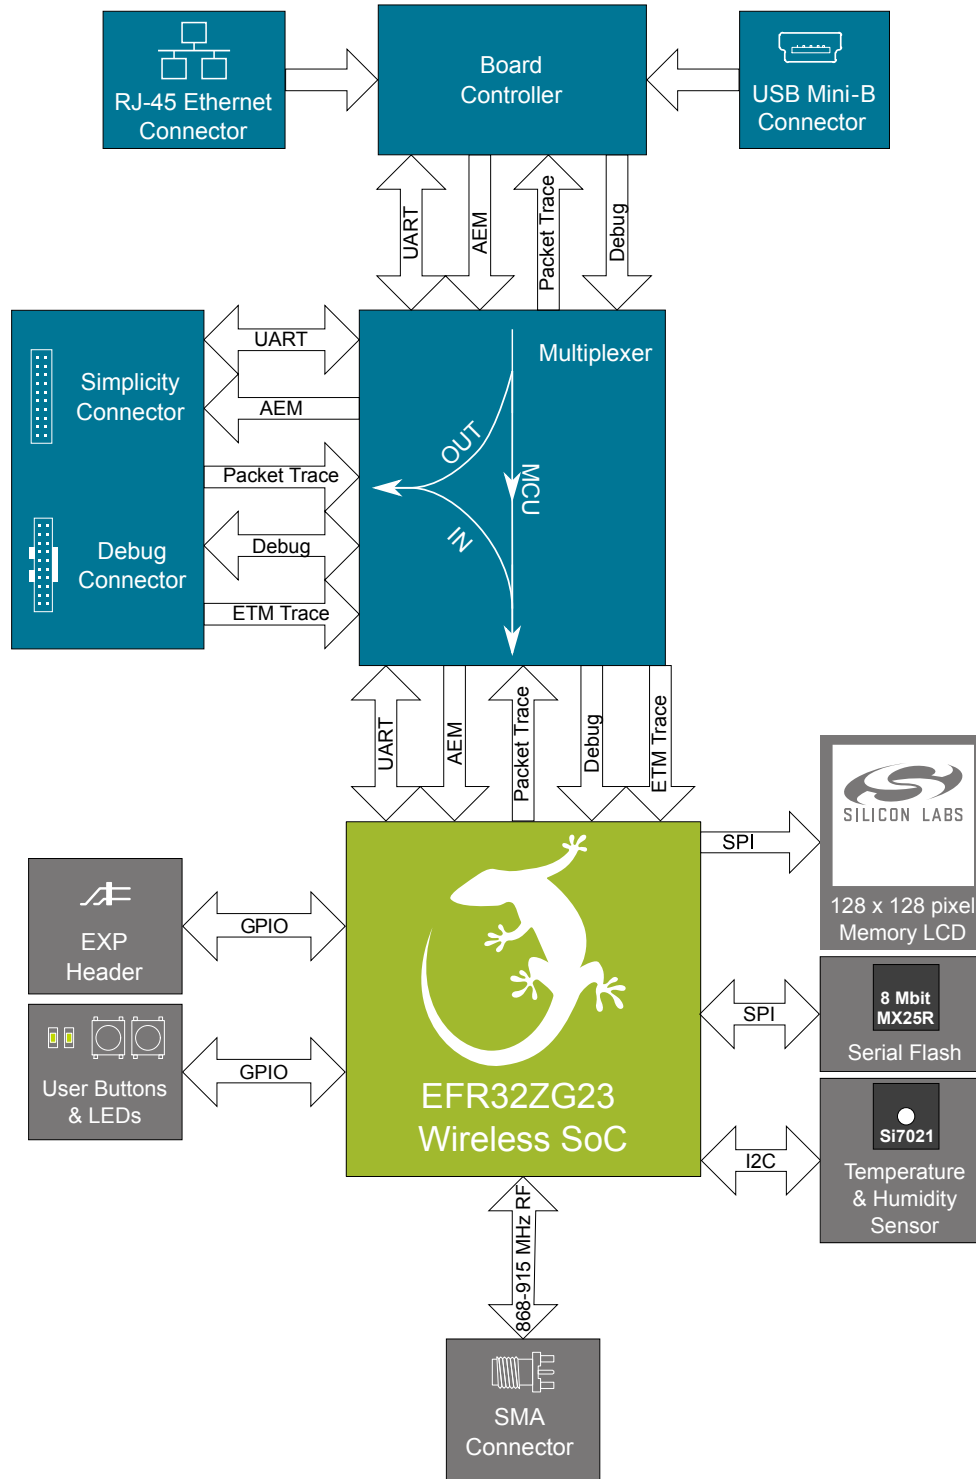 RJ-45 Ethernet
Connector
Board
Controller
USB Mini-B
Connector
UART
AEM
Packet Trace
Debug
Simplicity
Connector
Debug
Connector
UART
AEM
Packet Trace
Debug
ETM Trace
Multiplexer
OUT
MCU
IN
UART
AEM
Packet Trace
Debug
ETM Trace
SPI
SILICON LABS
128 x 128 pixel
Memory LCD
EXP
Header
GPIO
8 Mbit
MX25R
Serial Flash
SPI
User Buttons
& LEDs
GPIO
EFR32ZG23
Wireless SoC
I2C
Si7021
Temperature
& Humidity
Sensor
868-915 MHz RF
SMA
Connector